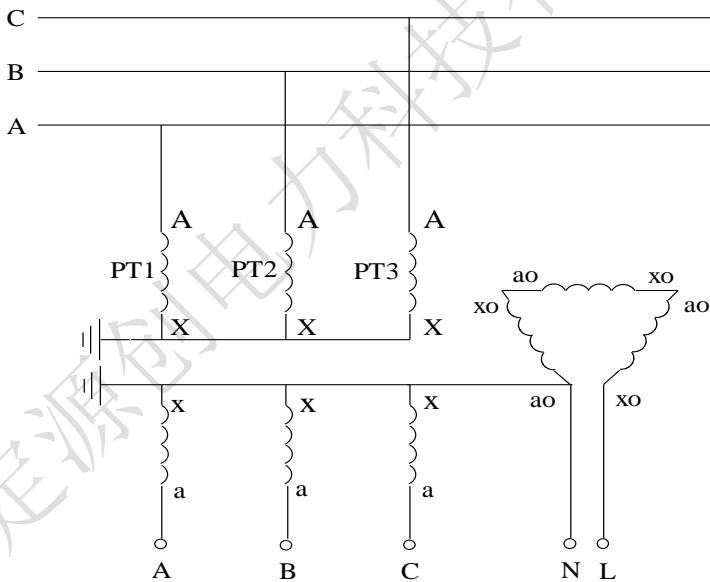 C
B
A
A A A
PT1 PT2 PT3
X X X
ao xo
xo ao
x x x
ao xo
a a a
A B C N L
定源创电力科技